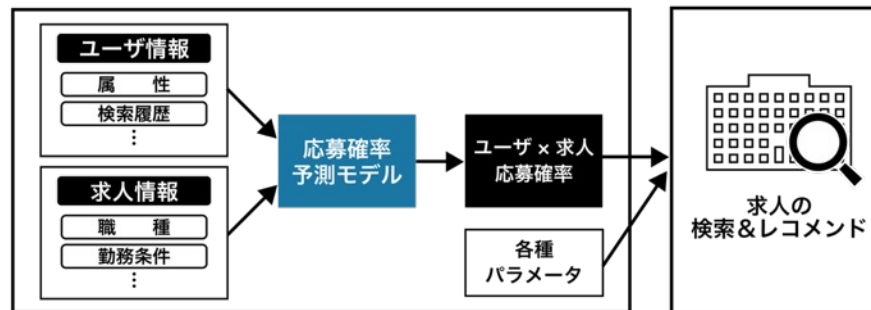 ユーザ情報
属　性
検索履歴
⋮
求人情報
職　種
勤務条件
⋮
応募確率
予測モデル
ユーザ × 求人
応募確率
各種
パラメータ
求人の
検索&レコメンド